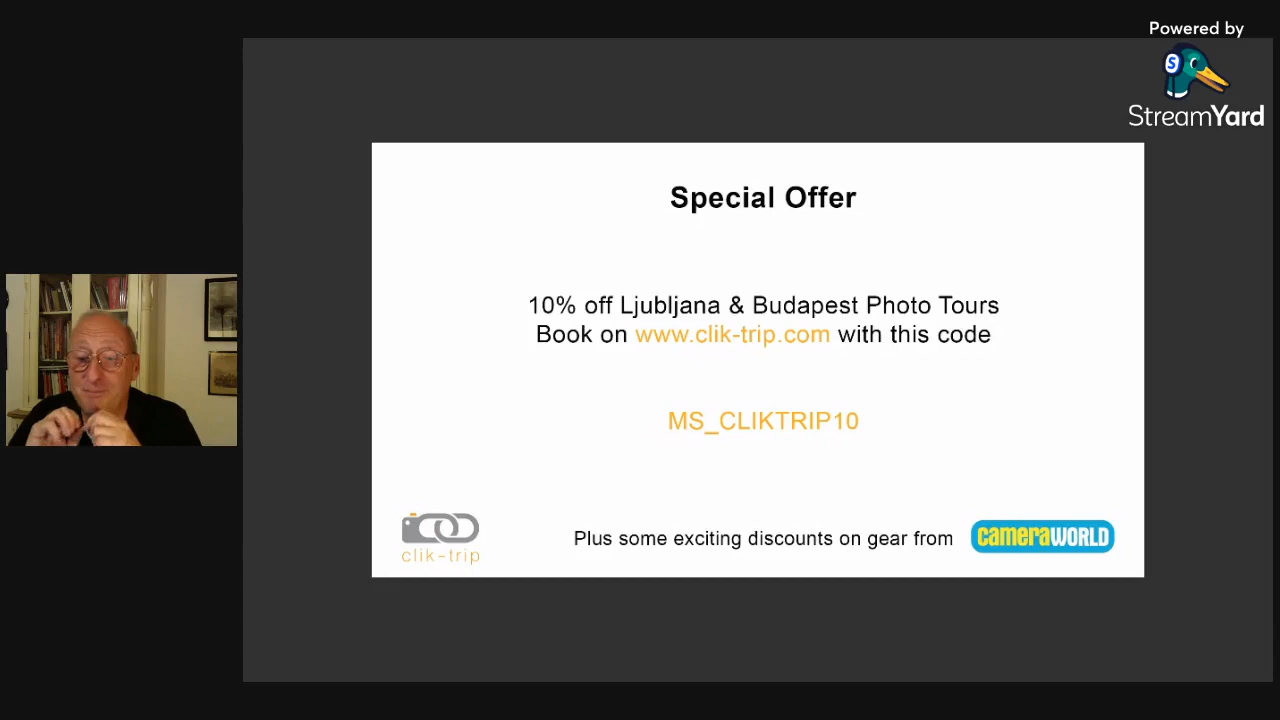 Powered by
StreamYard
Special Offer
10% off Ljubljana & Budapest Photo Tours
Book on www.clik-trip.com with this code
MS_CLIKTRIP10
clik-trip
Plus some exciting discounts on gear from
cameraWORLD